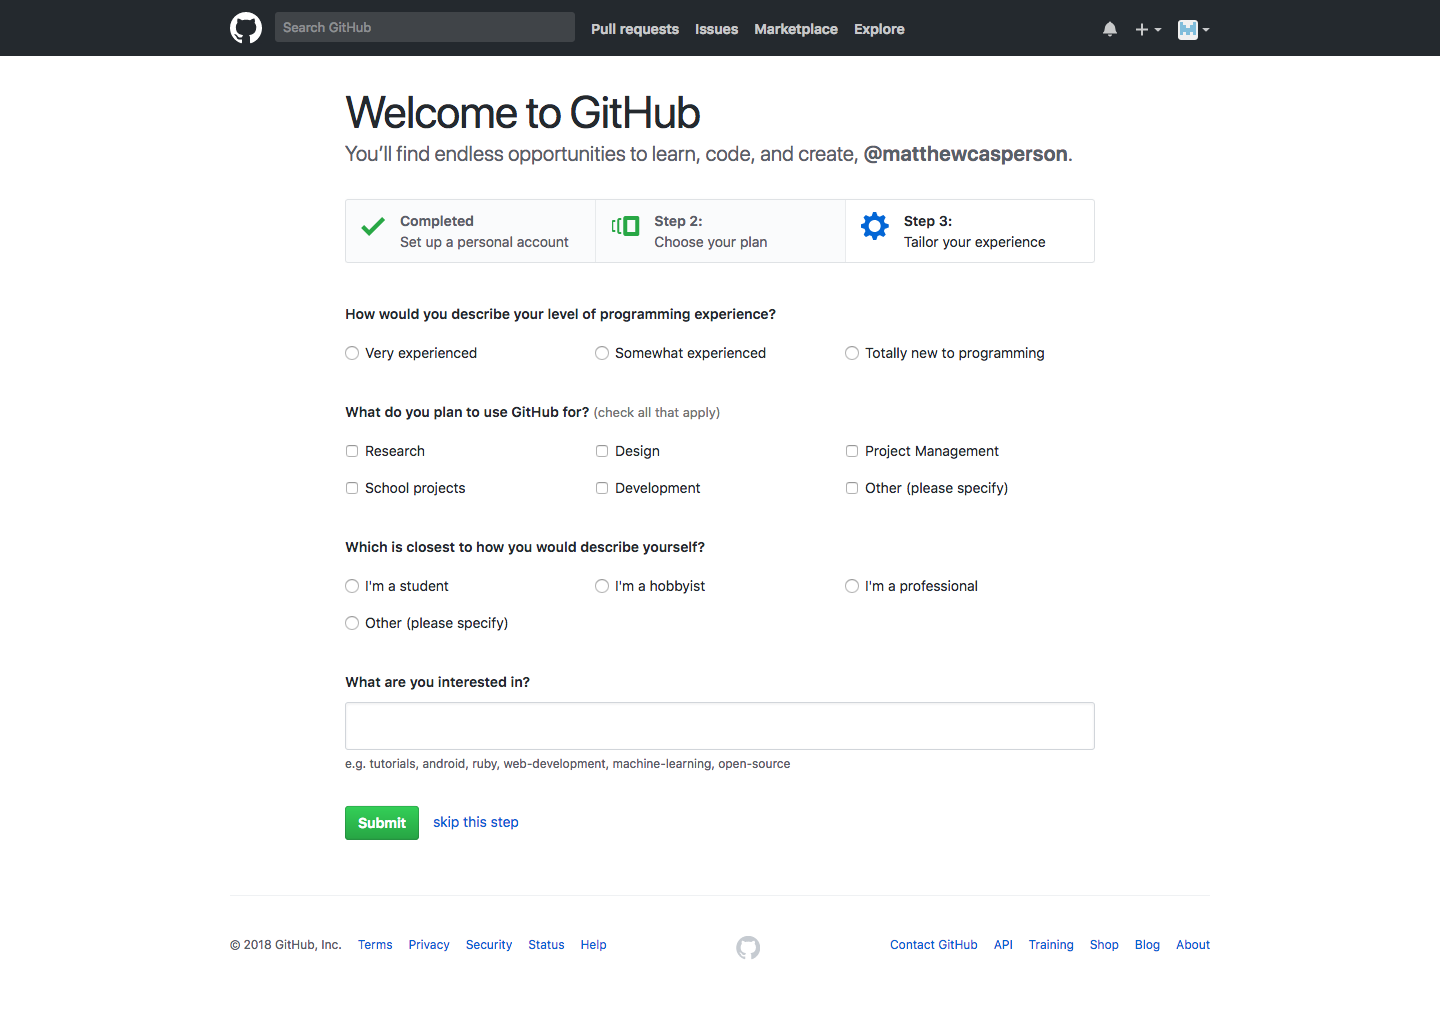 Search GitHub Pull requests Issues Marketplace Explore
Welcome to GitHub
You'll find endless opportunities to learn, code, and create, @matthewcasperson.
Completed
Set up a personal account
Step 2:
Choose your plan
Step 3:
Tailor your experience
How would you describe your level of programming experience?
Very experienced Somewhat experienced Totally new to programming
What do you plan to use GitHub for? (check all that apply)
Research Design Project Management
School projects Development Other (please specify)
Which is closest to how you would describe yourself?
I'm a student I'm a hobbyist I'm a professional
Other (please specify)
What are you interested in?
e.g. tutorials, android, ruby, web-development, machine-learning, open-source
Submit skip this step
© 2018 GitHub, Inc. Terms Privacy Security Status Help Contact GitHub API Training Shop Blog About